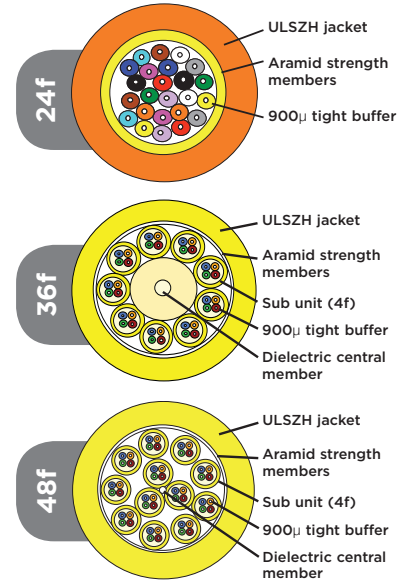 24f
ULSZH jacket
Aramid strength
members
900µ tight buffer
36f
ULSZH jacket
Aramid strength
members
Sub unit (4f)
900µ tight buffer
Dielectric central
member
48f
ULSZH jacket
Aramid strength
members
Sub unit (4f)
900µ tight buffer
Dielectric central
member